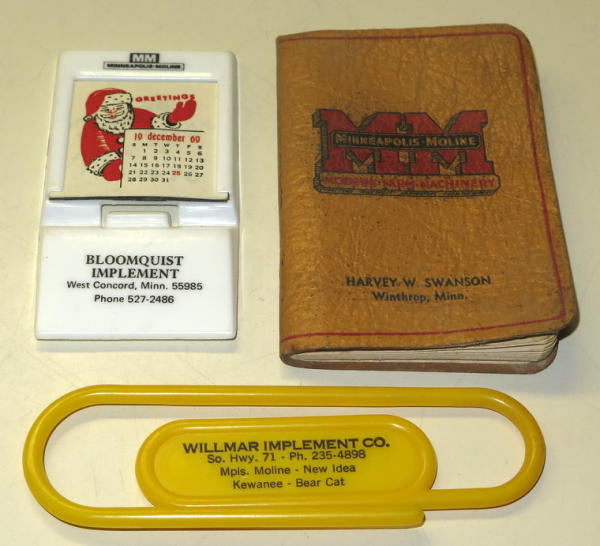 MM
MINNEAPOLIS-MOLINE
GREETINGS
19 december 69
S M T W T F S
1 2 3 4 5 6
7 8 9 10 11 12 13
14 15 16 17 18 19 20
21 22 23 24 25 26 27
28 29 30 31
BLOOMQUIST
IMPLEMENT
West Concord, Minn. 55985
Phone 527-2486
MM
MINNEAPOLIS-MOLINE
MODERN FARM MACHINERY
HARVEY W. SWANSON
Winthrop, Minn.
WILLMAR IMPLEMENT CO.
So. Hwy. 71 - Ph. 235-4898
Mpls. Moline - New Idea
Kewanee - Bear Cat